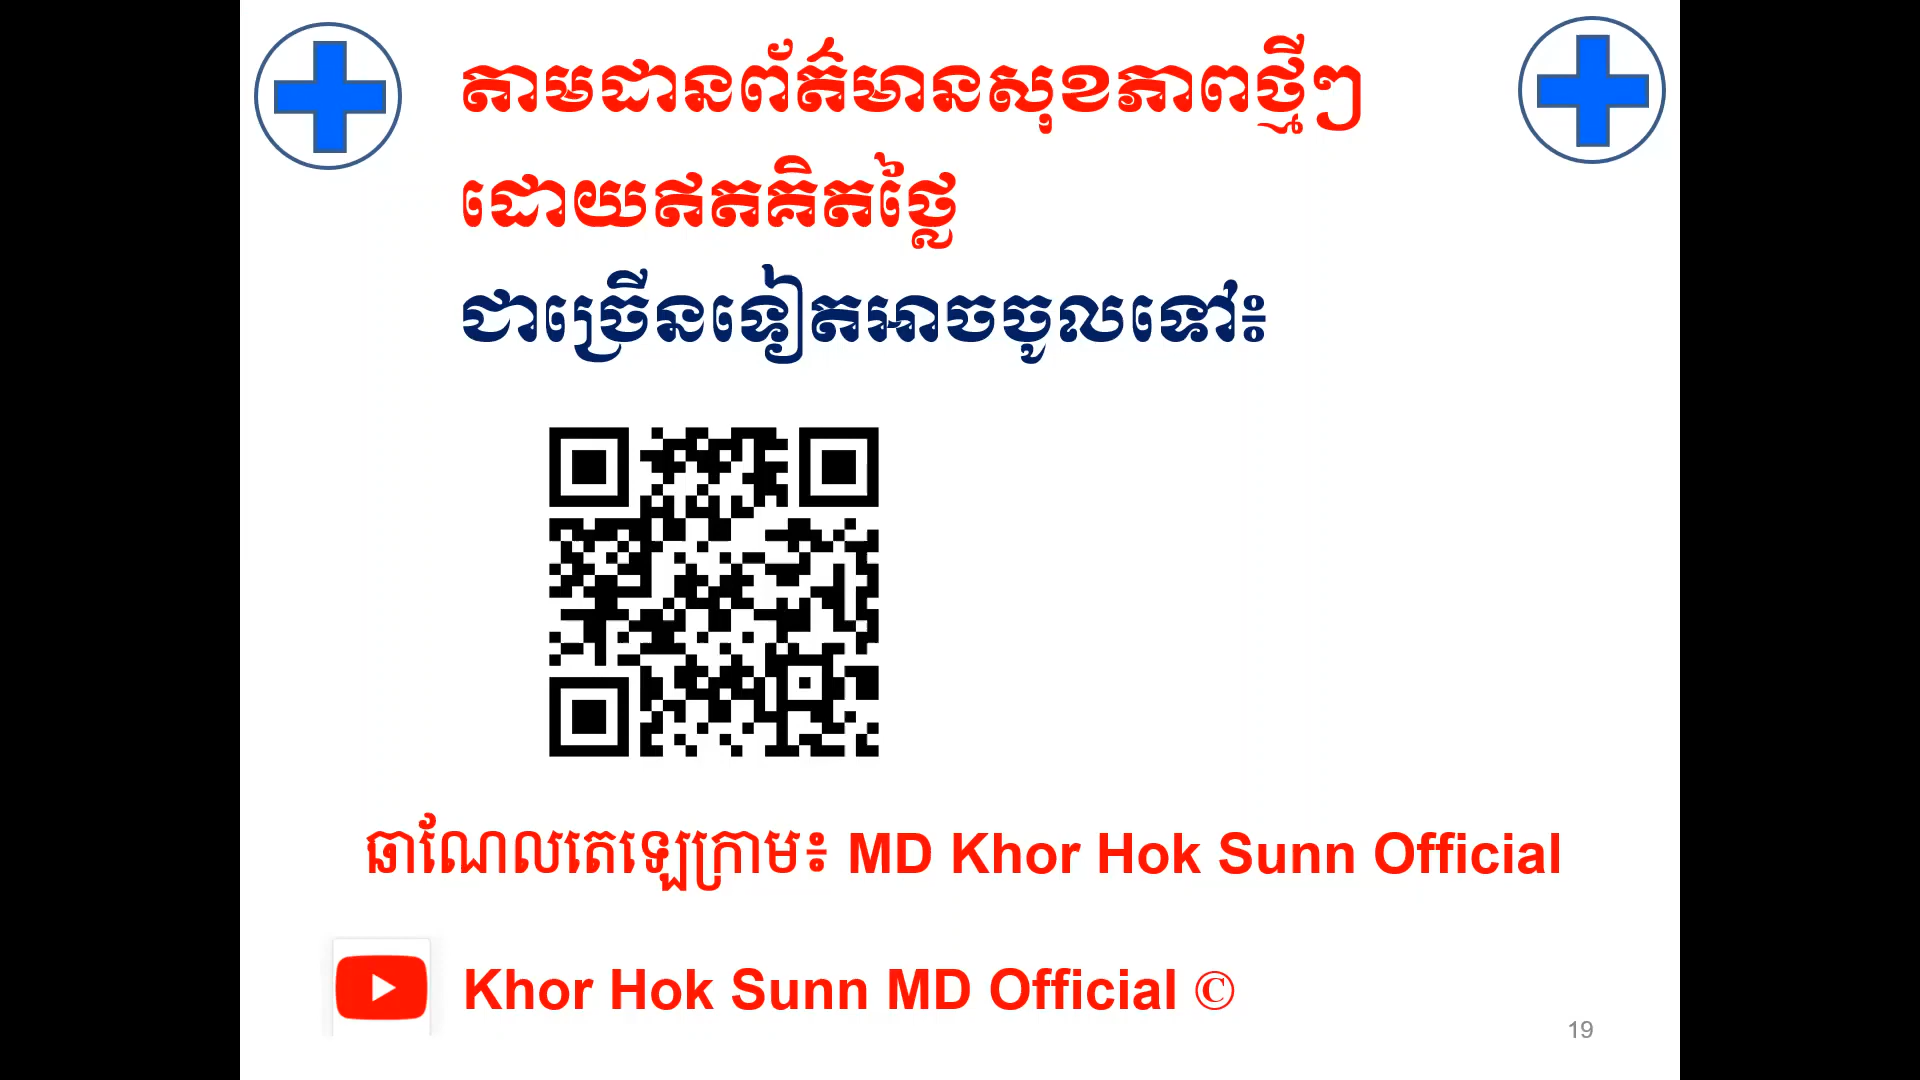 តាមដានព័ត៌មានសុខភាពថ្មីៗ
ដោយឥតគិតថ្លៃ
ជាច្រើនទៀតអាចចូលទៅ៖
ឆាណែលតេឡេក្រាម៖ MD Khor Hok Sunn Official
Khor Hok Sunn MD Official ©
19